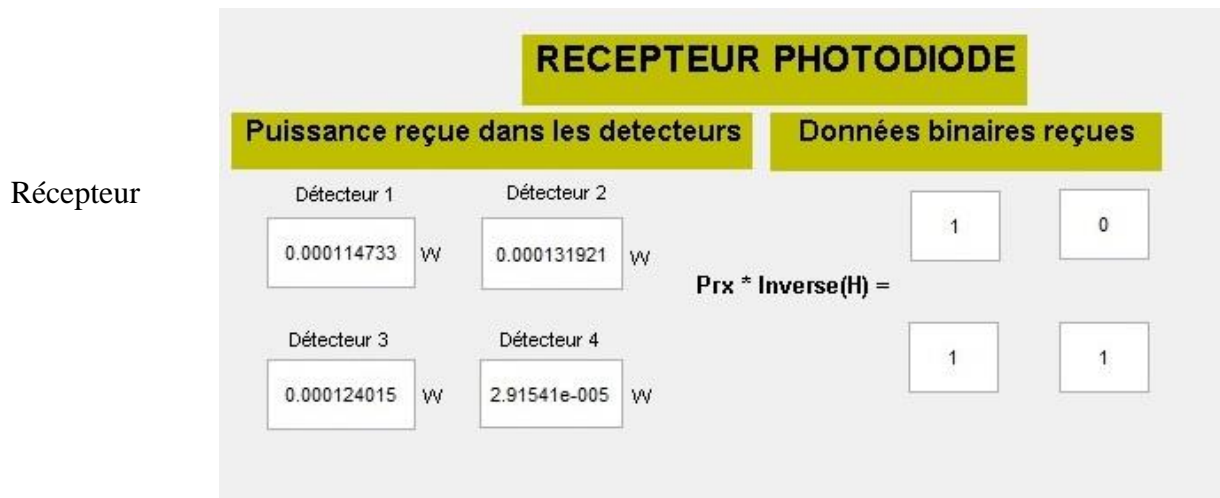 RECEPTEUR PHOTODIODE
Puissance reçue dans les detecteurs
Données binaires reçues
Récepteur
Détecteur 1
Détecteur 2
0.000114733 W
0.000131921 W
1
0
Prx * Inverse(H) =
Détecteur 3
Détecteur 4
0.000124015 W
2.91541e-005 W
1
1